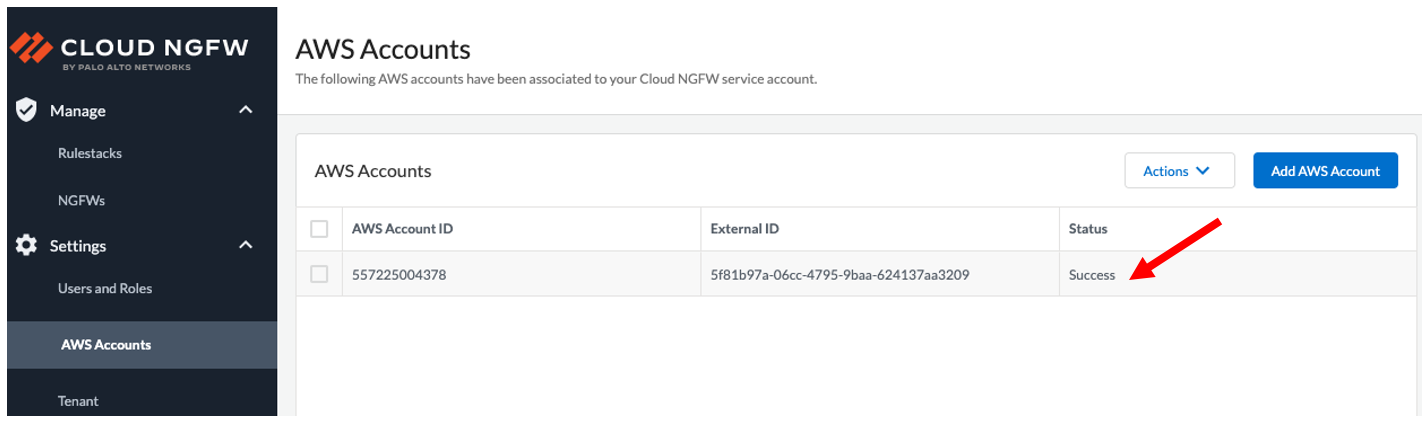 CLOUD NGFW
BY PALO ALTO NETWORKS
Manage
Rulestacks
NGFWs
Settings
Users and Roles
AWS Accounts
Tenant
AWS Accounts
The following AWS accounts have been associated to your Cloud NGFW service account.
AWS Accounts
Actions
Add AWS Account
AWS Account ID External ID Status
557225004378 5f81b97a-06cc-4795-9baa-624137aa3209 Success